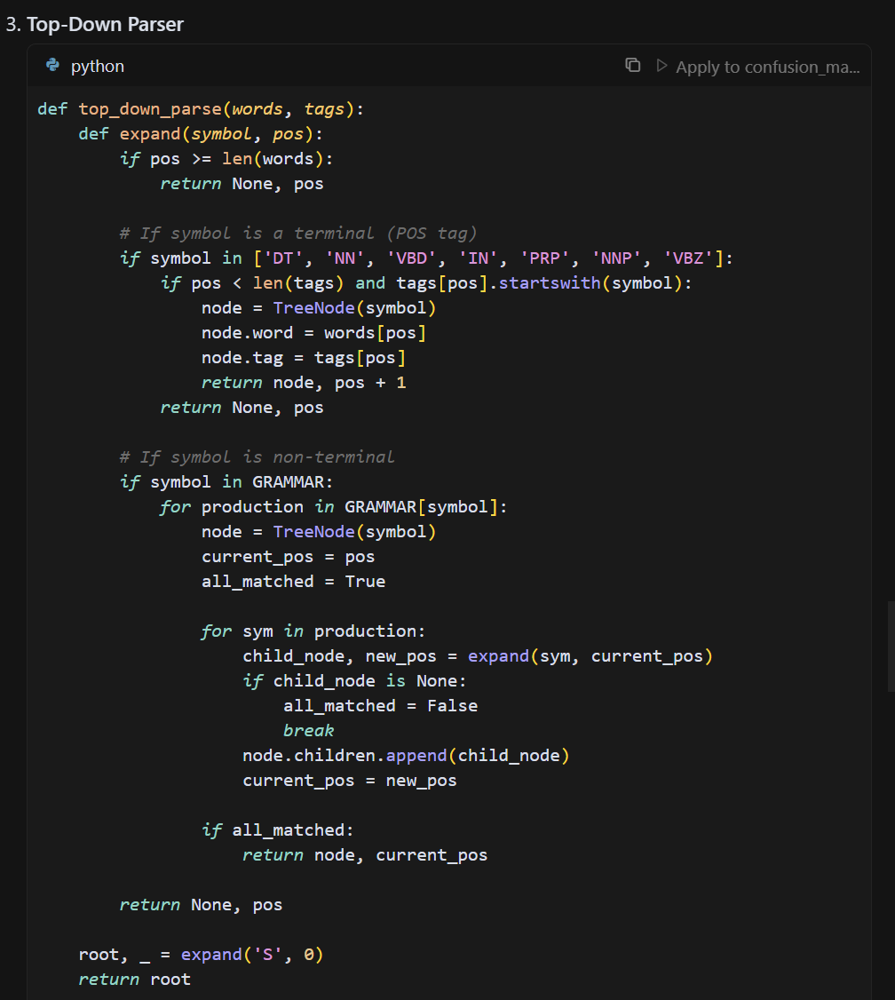 3. Top-Down Parser
python
Apply to confusion_ma...
def top_down_parse(words, tags):
    def expand(symbol, pos):
        if pos >= len(words):
            return None, pos

        # If symbol is a terminal (POS tag)
        if symbol in ['DT', 'NN', 'VBD', 'IN', 'PRP', 'NNP', 'VBZ']:
            if pos < len(tags) and tags[pos].startswith(symbol):
                node = TreeNode(symbol)
                node.word = words[pos]
                node.tag = tags[pos]
                return node, pos + 1
            return None, pos

        # If symbol is non-terminal
        if symbol in GRAMMAR:
            for production in GRAMMAR[symbol]:
                node = TreeNode(symbol)
                current_pos = pos
                all_matched = True

                for sym in production:
                    child_node, new_pos = expand(sym, current_pos)
                    if child_node is None:
                        all_matched = False
                        break
                    node.children.append(child_node)
                    current_pos = new_pos

                if all_matched:
                    return node, current_pos

        return None, pos

    root, _ = expand('S', 0)
    return root